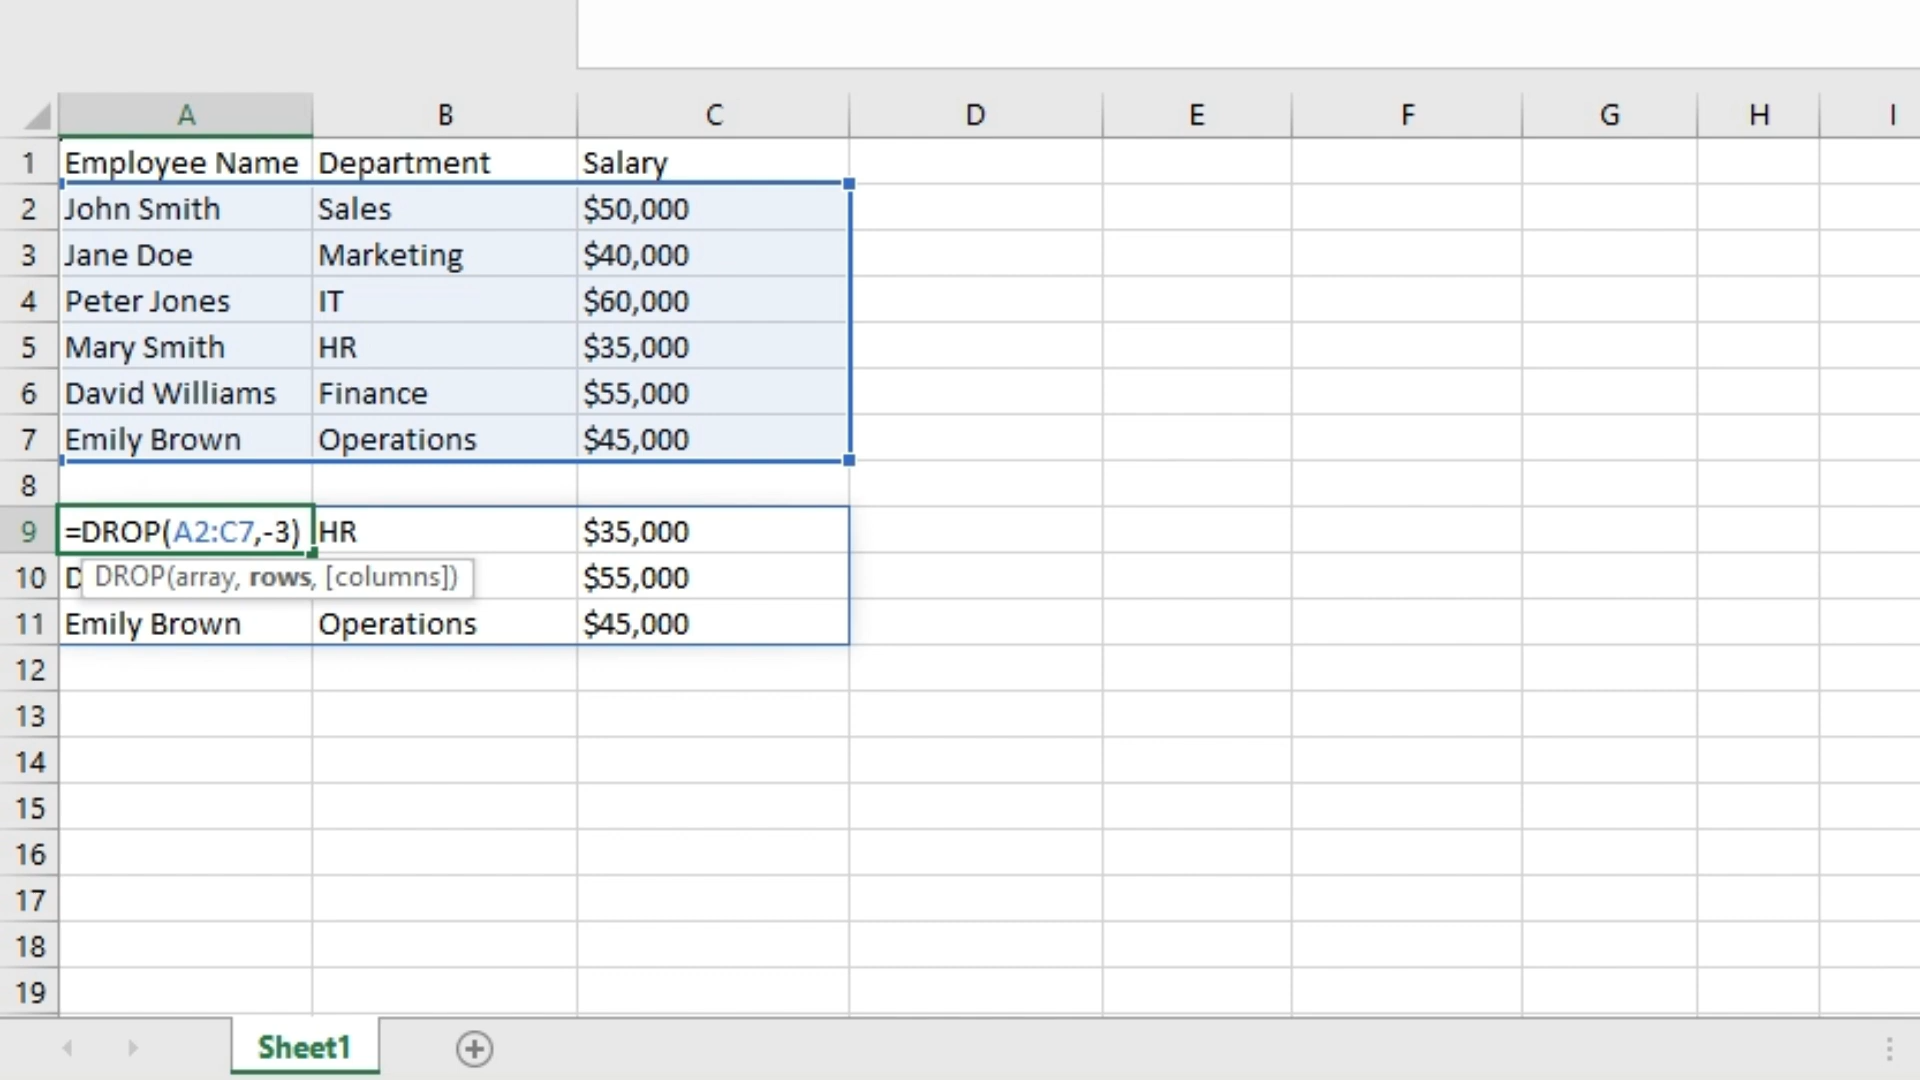 A B C D E F G H I
1 Employee Name Department Salary
2 John Smith Sales $50,000
3 Jane Doe Marketing $40,000
4 Peter Jones IT $60,000
5 Mary Smith HR $35,000
6 David Williams Finance $55,000
7 Emily Brown Operations $45,000
8
9 =DROP(A2:C7,-3) HR $35,000
10 D DROP(array, rows, [columns]) $55,000
11 Emily Brown Operations $45,000
12
13
14
15
16
17
18
19
Sheet1